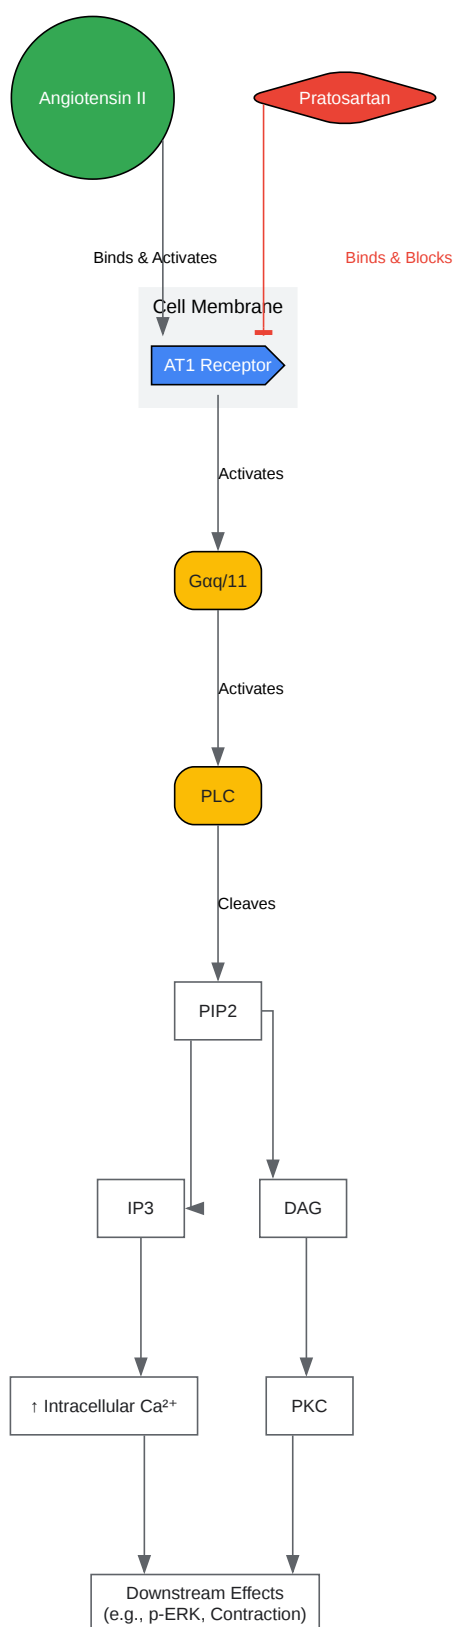 Angiotensin II
Pratosartan
Binds & Activates
Binds & Blocks
Cell Membrane
AT1 Receptor
Activates
Gαq/11
Activates
PLC
Cleaves
PIP2
IP3
DAG
↑ Intracellular Ca²⁺
PKC
Downstream Effects
(e.g., p-ERK, Contraction)